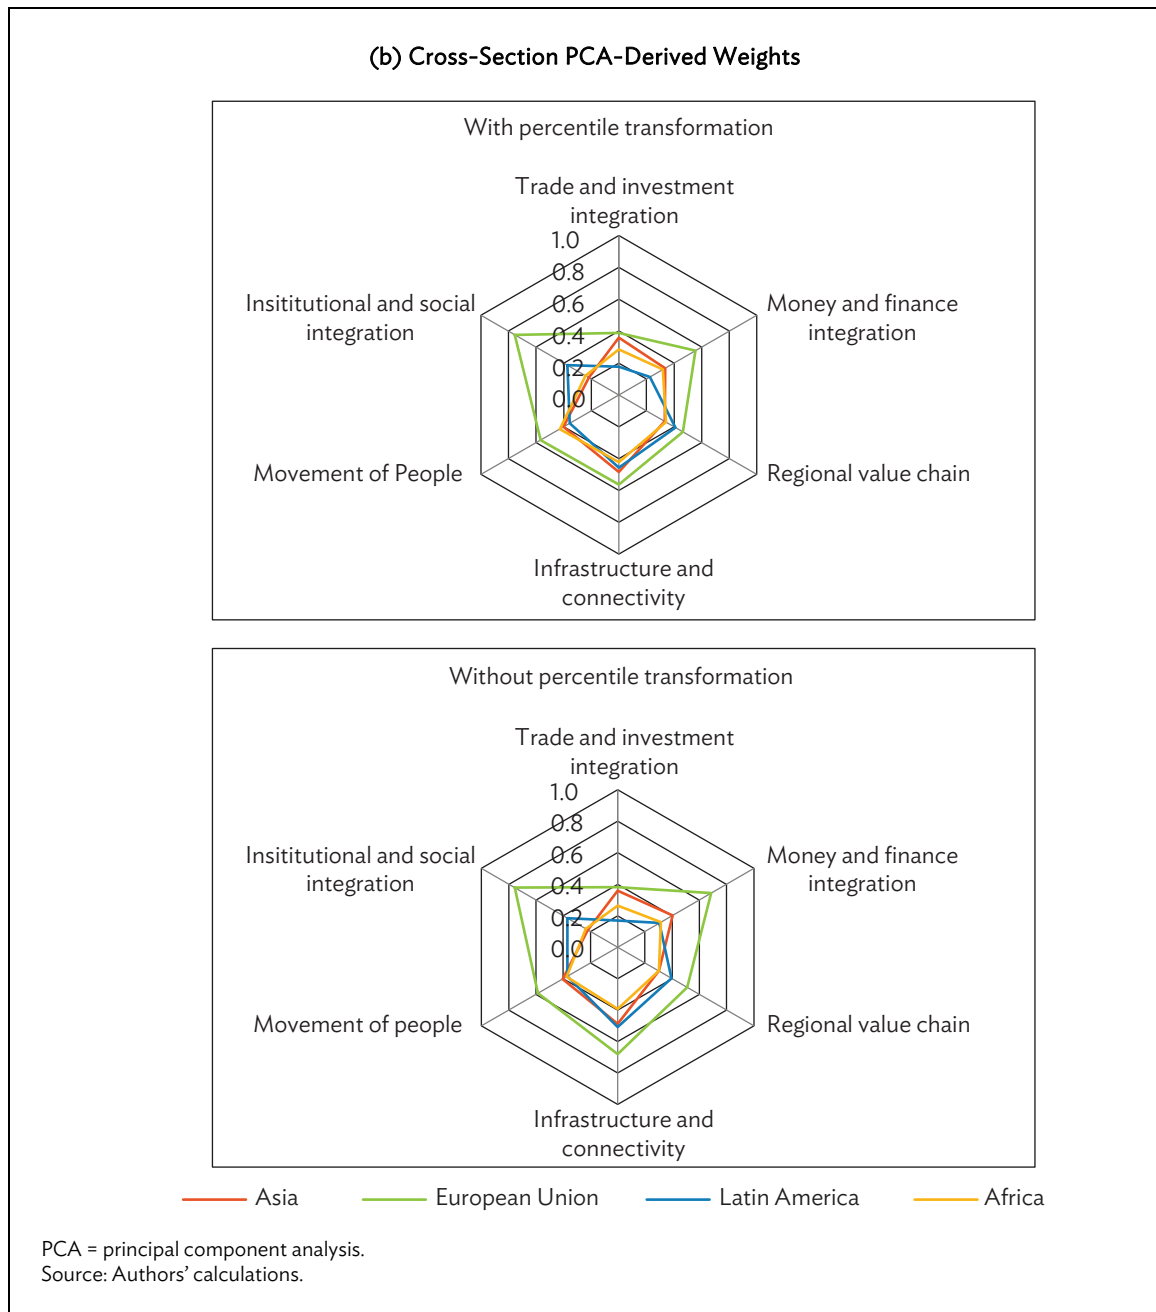 (b) Cross-Section PCA-Derived Weights
With percentile transformation
Trade and investment
integration
1.0
0.8
0.6
0.4
0.2
0.0
Insititutional and social
integration
Money and finance
integration
Movement of People
Regional value chain
Infrastructure and
connectivity
Without percentile transformation
Trade and investment
integration
1.0
0.8
0.6
0.4
0.2
0.0
Insititutional and social
integration
Money and finance
integration
Movement of people
Regional value chain
Infrastructure and
connectivity
Asia European Union Latin America Africa
PCA = principal component analysis.
Source: Authors’ calculations.